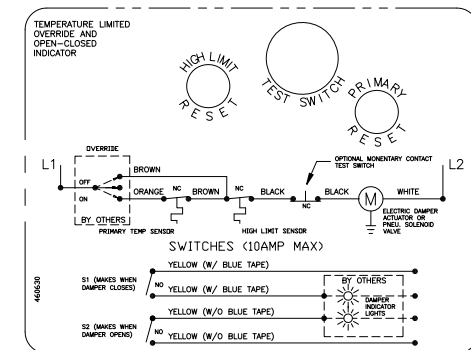 TEMPERATURE LIMITED
OVERRIDE AND
OPEN-CLOSED
INDICATOR
HIGH LIMIT
RESET
TEST SWITCH
PRIMARY
RESET
OVERRIDE
L1
OFF
ON
BY OTHERS
BROWN
ORANGE
NC
BROWN
NC
BLACK
NC
BLACK
M
WHITE
L2
OPTIONAL MONENTARY CONTACT
TEST SWITCH
PRIMARY TEMP SENSOR
HIGH LIMIT SENSOR
ELECTRIC DAMPER
ACTUATOR OR
PNEU. SOLENOID
VALVE
SWITCHES (10AMP MAX)
S1 (MAKES WHEN
DAMPER CLOSES)
NO
YELLOW (W/ BLUE TAPE)
YELLOW (W/ BLUE TAPE)
S2 (MAKES WHEN
DAMPER OPENS)
NO
YELLOW (W/O BLUE TAPE)
YELLOW (W/O BLUE TAPE)
BY OTHERS
DAMPER
INDICATOR
LIGHTS
460630